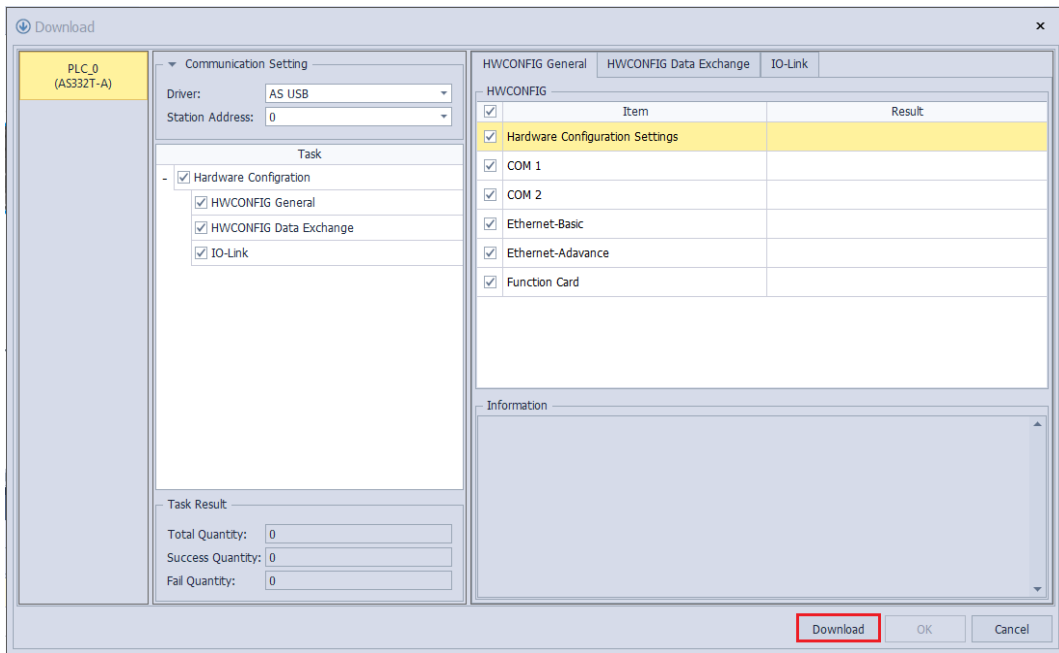 Download
PLC_0
(AS332T-A)
Communication Setting
Driver: AS USB
Station Address: 0
Task
Hardware Configration
HWCONFIG General
HWCONFIG Data Exchange
IO-Link
Task Result
Total Quantity: 0
Success Quantity: 0
Fail Quantity: 0
HWCONFIG General HWCONFIG Data Exchange IO-Link
HWCONFIG
Item Result
Hardware Configuration Settings
COM 1
COM 2
Ethernet-Basic
Ethernet-Adavance
Function Card
Information
Download OK Cancel